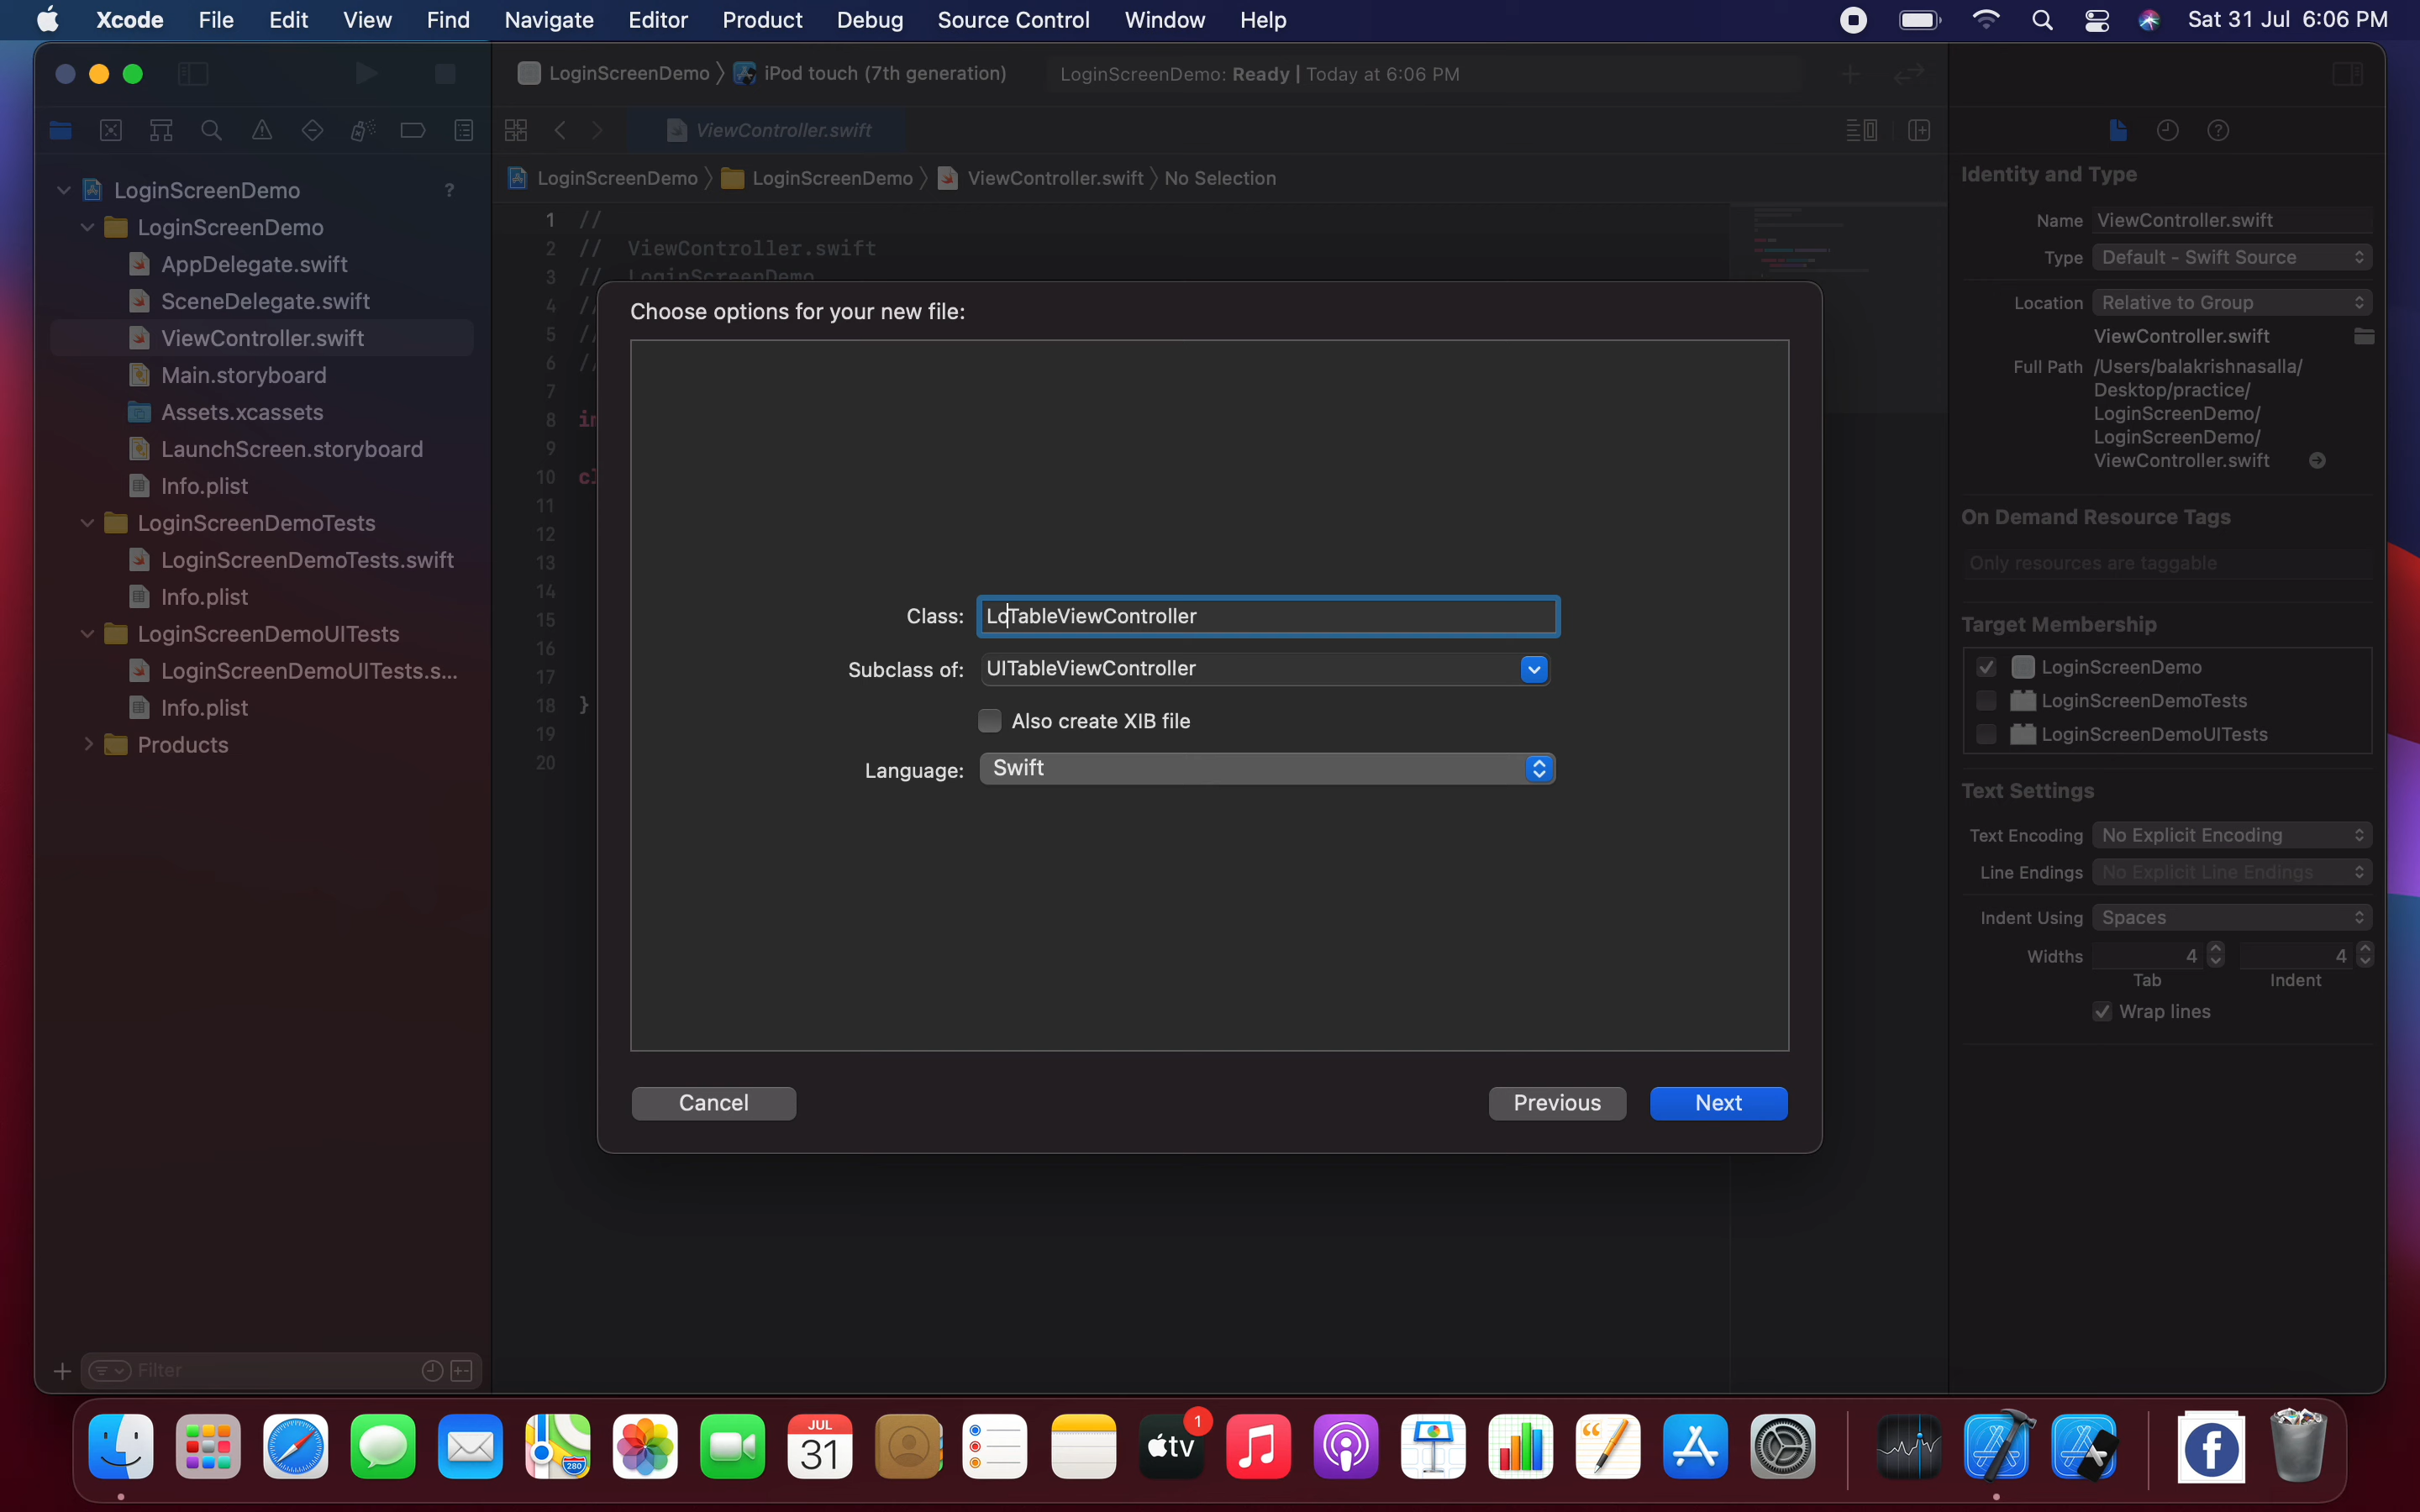 Xcode File Edit View Find Navigate Editor Product Debug Source Control Window Help Sat 31 Jul 6:06 PM
LoginScreenDemo 〉 iPod touch (7th generation) LoginScreenDemo: Ready | Today at 6:06 PM
ViewController.swift
LoginScreenDemo 〉 LoginScreenDemo 〉 ViewController.swift 〉 No Selection
LoginScreenDemo ?
LoginScreenDemo
AppDelegate.swift
SceneDelegate.swift
ViewController.swift
Main.storyboard
Assets.xcassets
LaunchScreen.storyboard
Info.plist
LoginScreenDemoTests
LoginScreenDemoTests.swift
Info.plist
LoginScreenDemoUITests
LoginScreenDemoUITests.s...
Info.plist
Products
Filter
1 //
2 // ViewController.swift
3 // LoginScreenDemo
4 //
5 //
6 //
7
8
9
10
11
12
13
14
15
16
17
18 }
19
20
Choose options for your new file:
Class: LoTableViewController
Subclass of: UITableViewController
Also create XIB file
Language: Swift
Cancel Previous Next
Identity and Type
Name ViewController.swift
Type Default - Swift Source
Location Relative to Group
ViewController.swift
Full Path /Users/balakrishnasalla/
Desktop/practice/
LoginScreenDemo/
LoginScreenDemo/
ViewController.swift
On Demand Resource Tags
Only resources are taggable
Target Membership
LoginScreenDemo
LoginScreenDemoTests
LoginScreenDemoUITests
Text Settings
Text Encoding No Explicit Encoding
Line Endings No Explicit Line Endings
Indent Using Spaces
Widths 4 4
Tab Indent
Wrap lines
280
JUL
31
tv
1
f